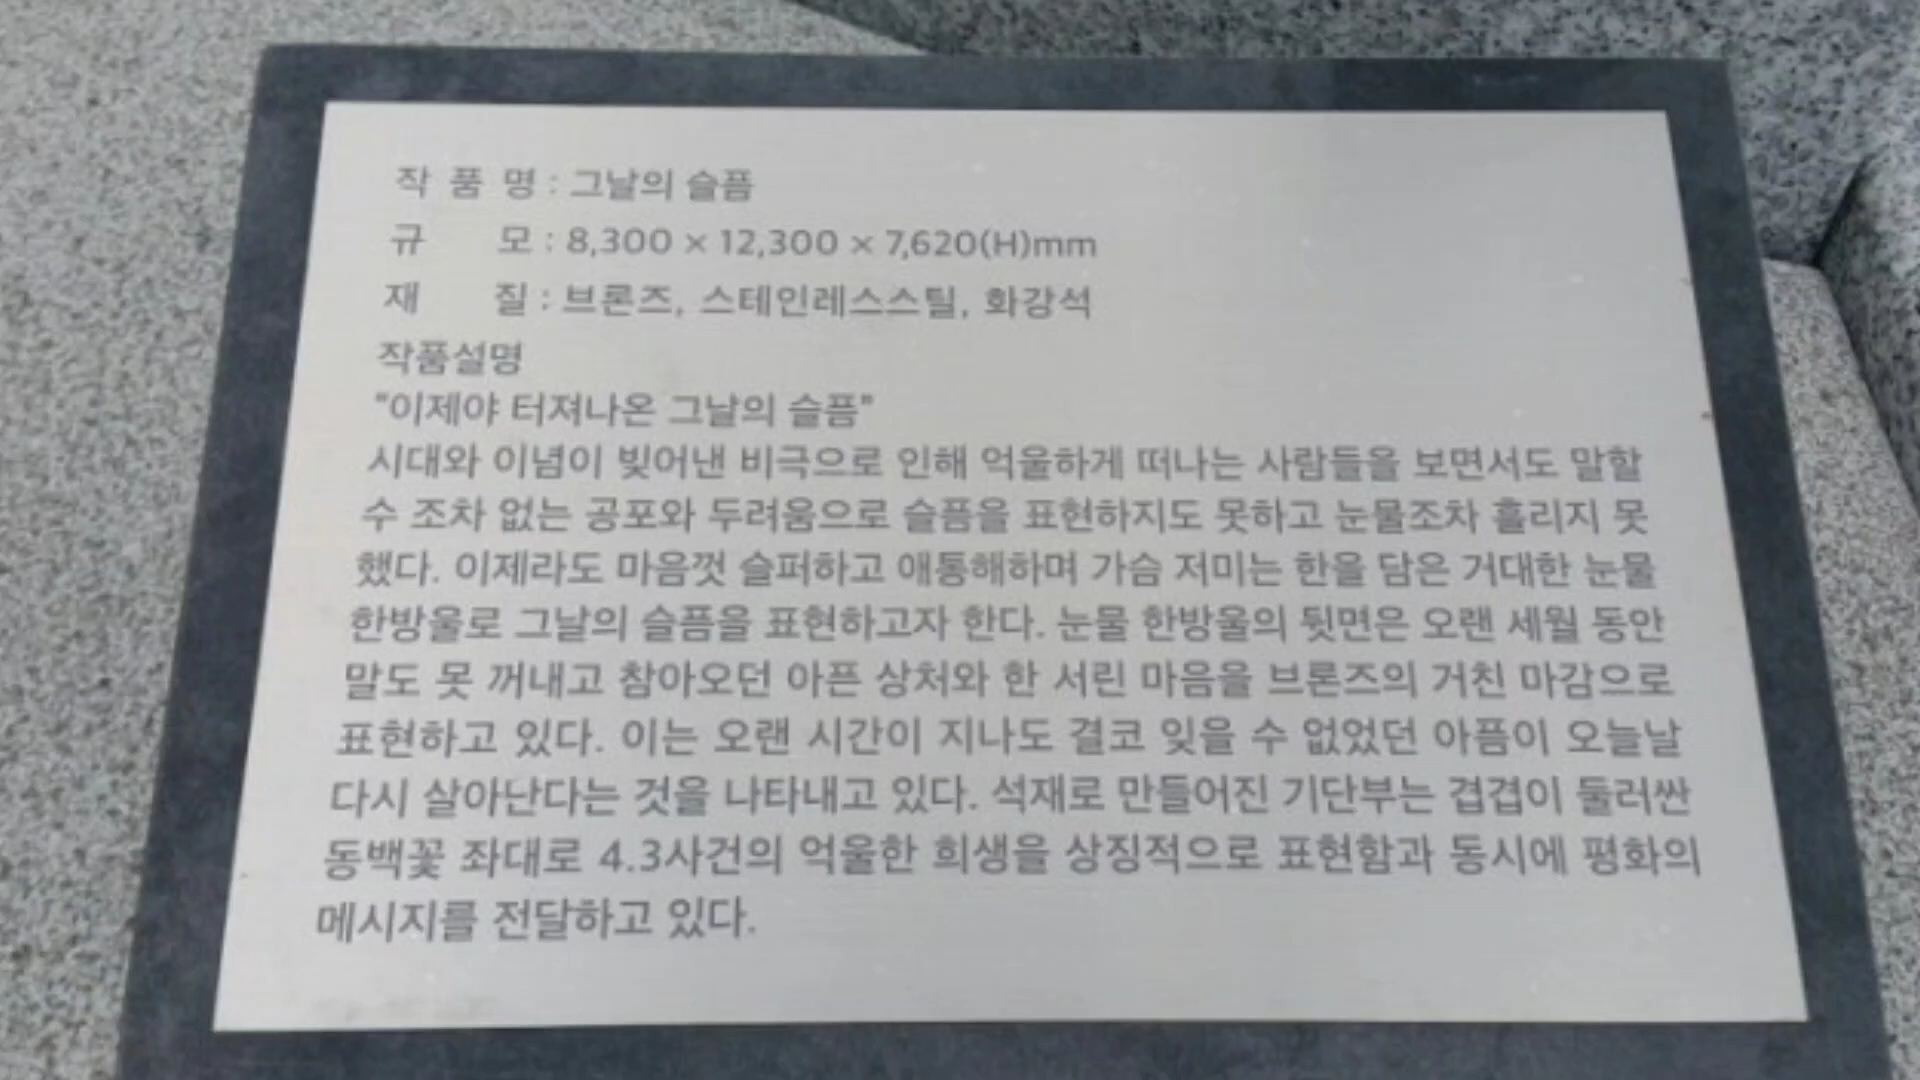 작 품 명 : 그날의 슬픔
규 모 : 8,300 × 12,300 × 7,620(H)mm
재 질 : 브론즈, 스테인레스스틸, 화강석
작품설명
"이제야 터져나온 그날의 슬픔"
시대와 이념이 빚어낸 비극으로 인해 억울하게 떠나는 사람들을 보면서도 말할
수 조차 없는 공포와 두려움으로 슬픔을 표현하지도 못하고 눈물조차 흘리지 못
했다. 이제라도 마음껏 슬퍼하고 애통해하며 가슴 저미는 한을 담은 거대한 눈물
한방울로 그날의 슬픔을 표현하고자 한다. 눈물 한방울의 뒷면은 오랜 세월 동안
말도 못 꺼내고 참아오던 아픈 상처와 한 서린 마음을 브론즈의 거친 마감으로
표현하고 있다. 이는 오랜 시간이 지나도 결코 잊을 수 없었던 아픔이 오늘날
다시 살아난다는 것을 나타내고 있다. 석재로 만들어진 기단부는 겹겹이 둘러싼
동백꽃 좌대로 4.3사건의 억울한 희생을 상징적으로 표현함과 동시에 평화의
메시지를 전달하고 있다.